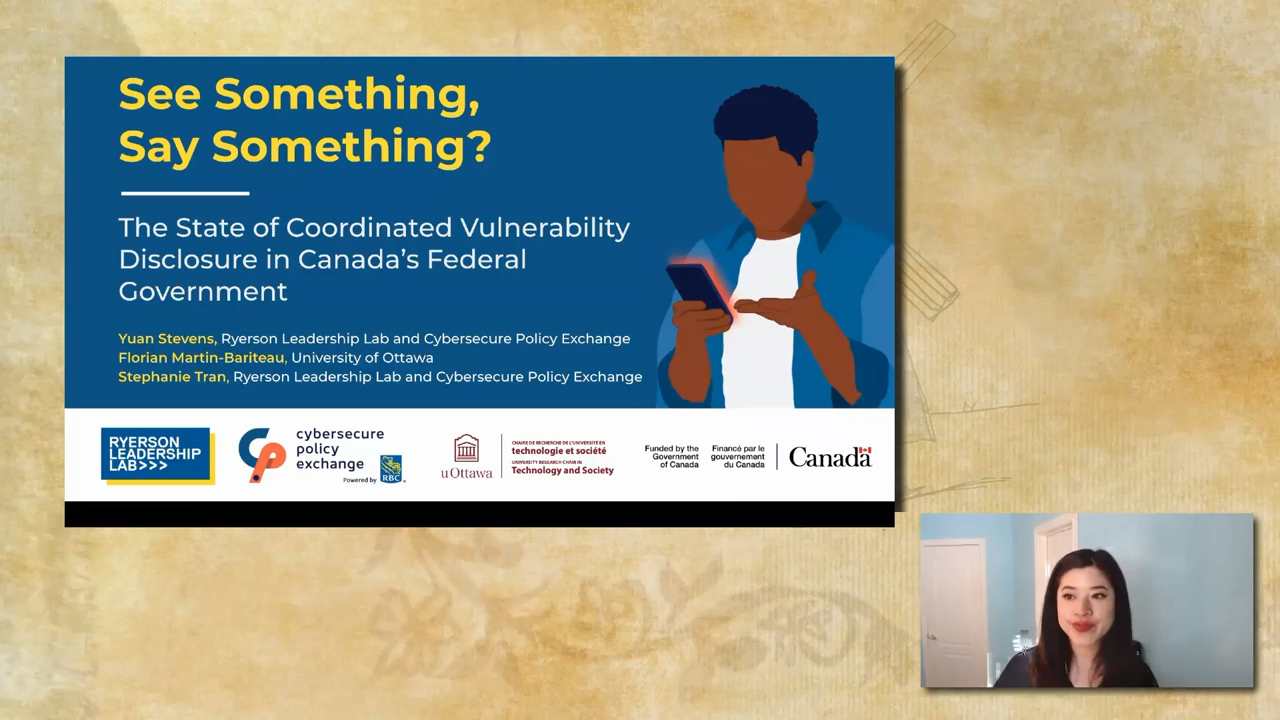 See Something,
Say Something?
The State of Coordinated Vulnerability
Disclosure in Canada's Federal
Government
Yuan Stevens, Ryerson Leadership Lab and Cybersecure Policy Exchange
Florian Martin-Bariteau, University of Ottawa
Stephanie Tran, Ryerson Leadership Lab and Cybersecure Policy Exchange
RYERSON
LEADERSHIP
LAB>>>
cybersecure
policy
exchange
Powered by
RBC
uOttawa
CHAIRE DE RECHERCHE DE L'UNIVERSITÉ EN
technologie et société
UNIVERSITY RESEARCH CHAIR IN
Technology and Society
Funded by the
Government
of Canada
Financé par le
gouvernement
du Canada
Canada